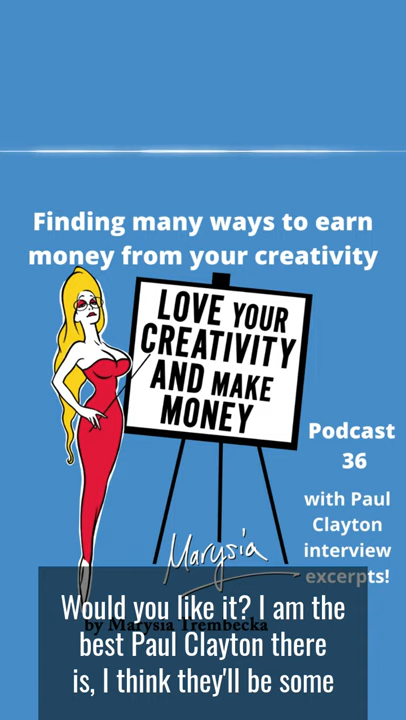 Finding many ways to earn
money from your creativity
LOVE YOUR
CREATIVITY
AND MAKE
MONEY
Podcast
36
with Paul
Clayton
interview
excerpts!
Marysia
by Marysia Trembecka
Would you like it? I am the
best Paul Clayton there
is, I think they'll be some